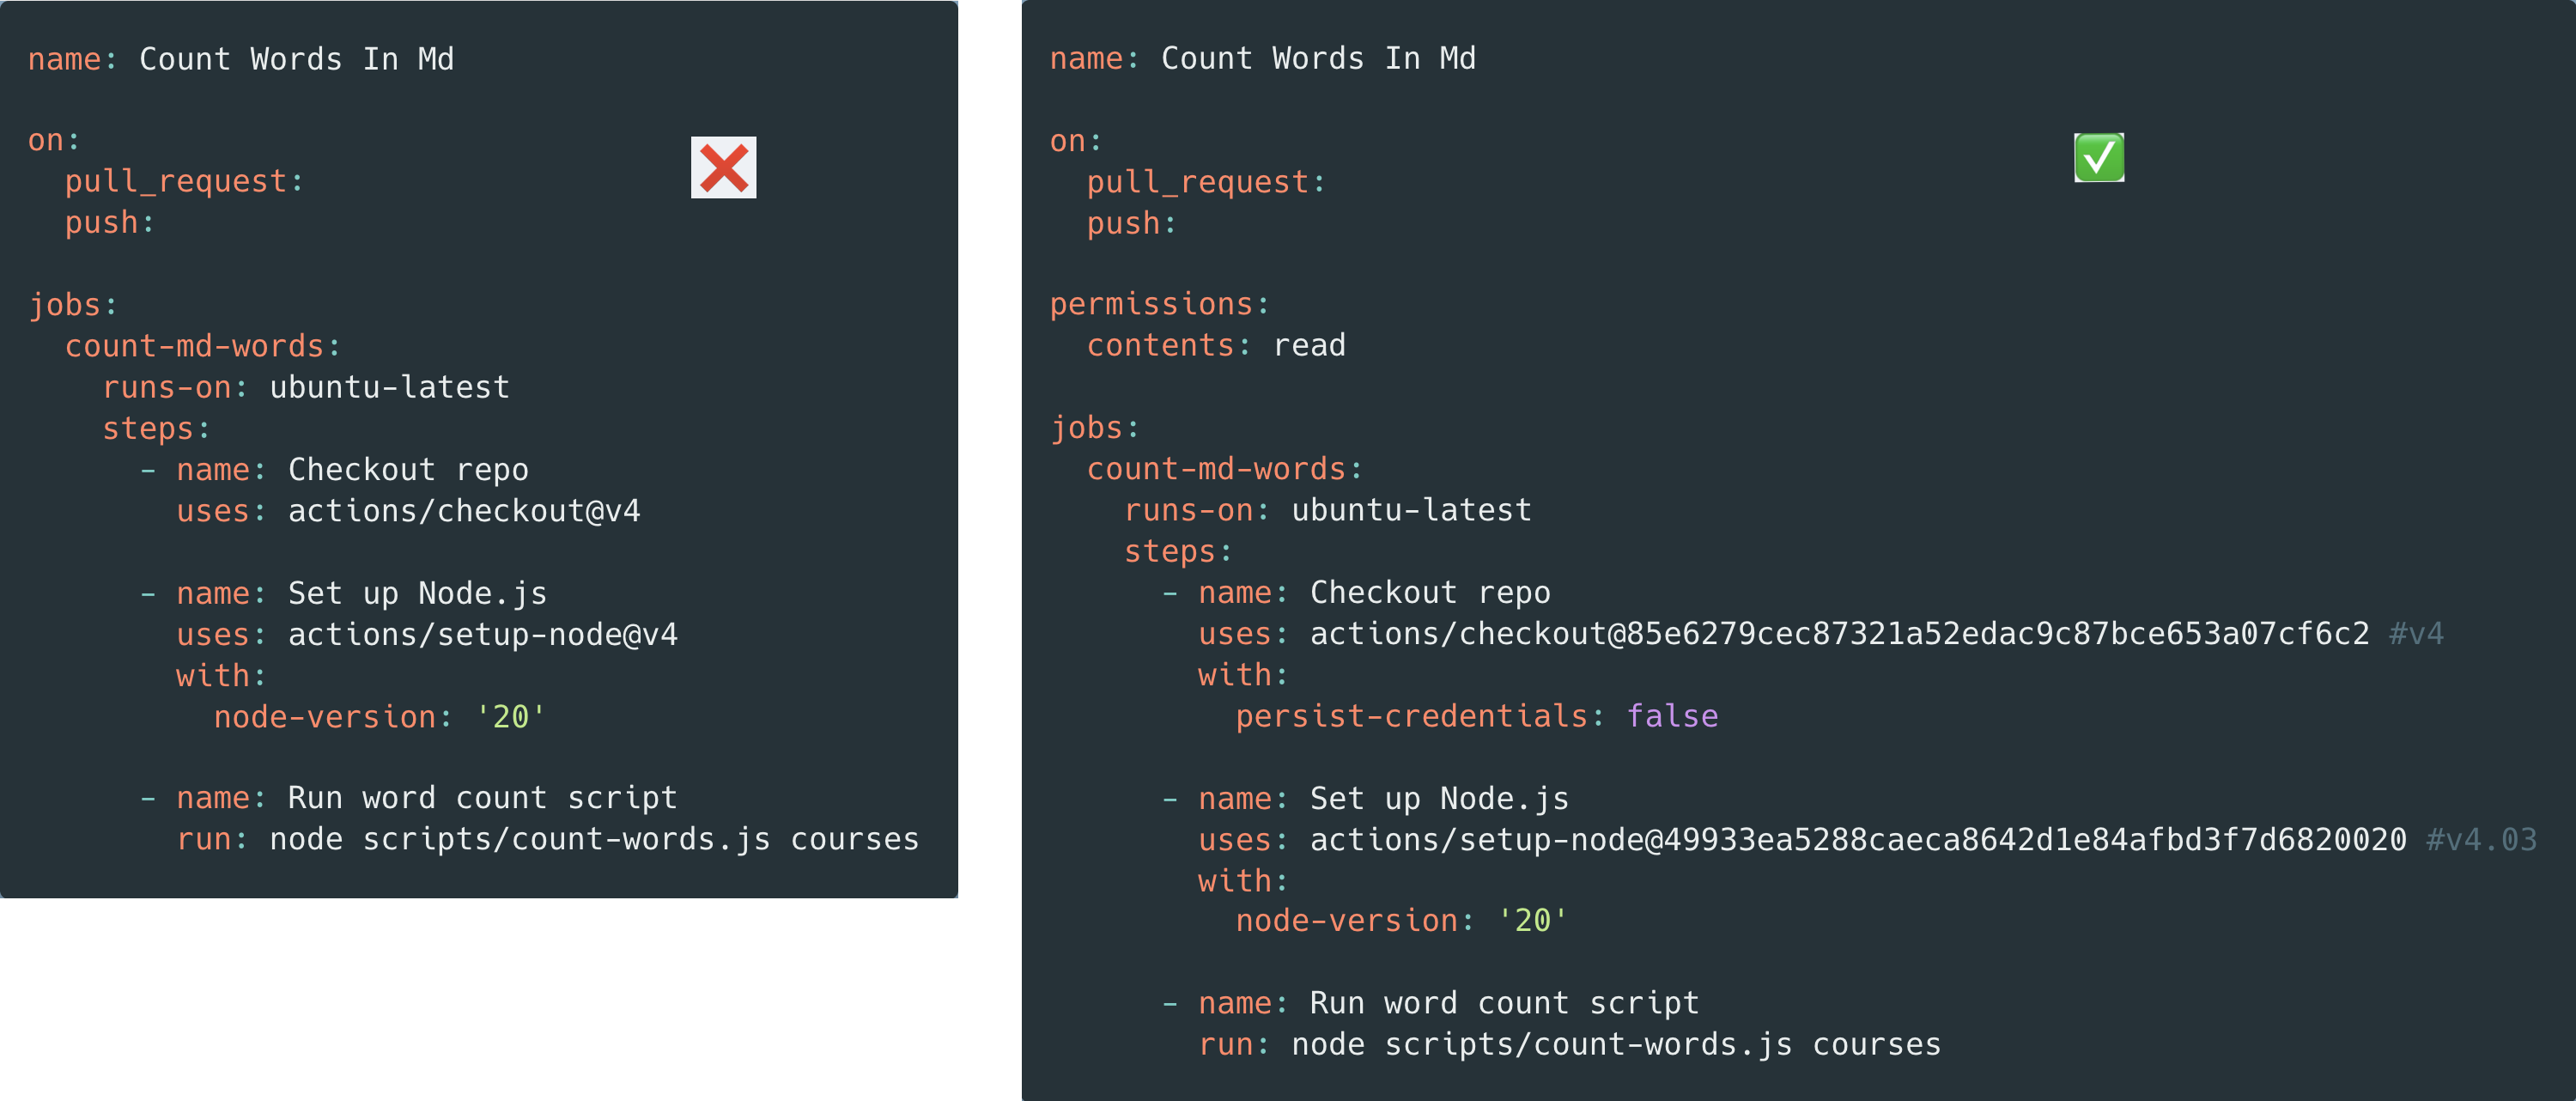 name: Count Words In Md
on:
  pull_request:
  push:
jobs:
  count-md-words:
    runs-on: ubuntu-latest
    steps:
      - name: Checkout repo
        uses: actions/checkout@v4
      - name: Set up Node.js
        uses: actions/setup-node@v4
        with:
          node-version: '20'
      - name: Run word count script
        run: node scripts/count-words.js courses
name: Count Words In Md
on:
  pull_request:
  push:
permissions:
  contents: read
jobs:
  count-md-words:
    runs-on: ubuntu-latest
    steps:
      - name: Checkout repo
        uses: actions/checkout@85e6279cec87321a52edac9c87bce653a07cf6c2 #v4
        with:
          persist-credentials: false
      - name: Set up Node.js
        uses: actions/setup-node@49933ea5288caeca8642d1e84afbd3f7d6820020 #v4.03
        with:
          node-version: '20'
      - name: Run word count script
        run: node scripts/count-words.js courses